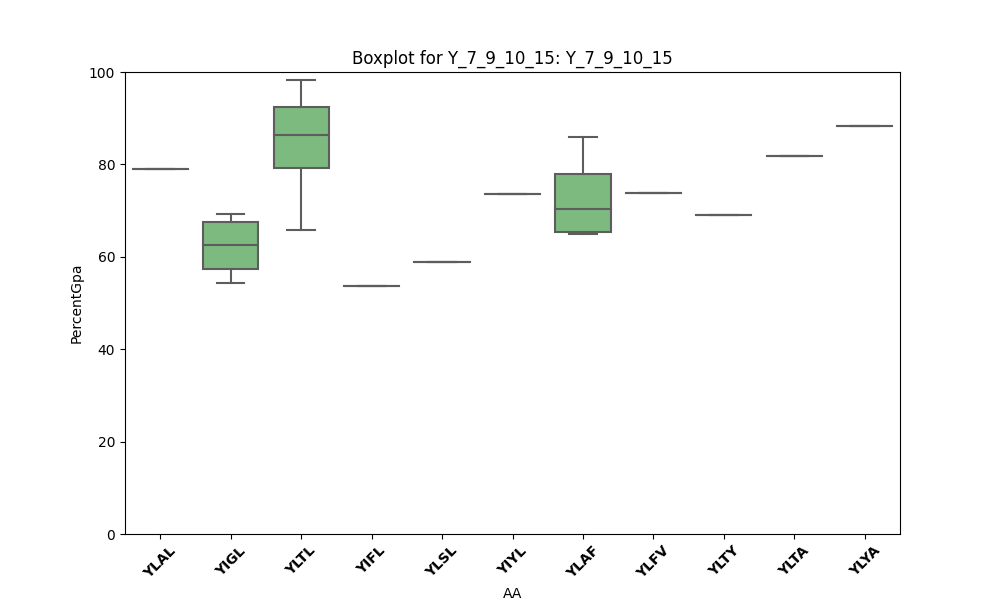 Boxplot for Y_7_9_10_15: Y_7_9_10_15
100
80
60
40
20
0
PercentGpa
YLAL YIGL YLTL YIFL YLSL YIYL YLAF YLFV YLTY YLTA YLYA
AA